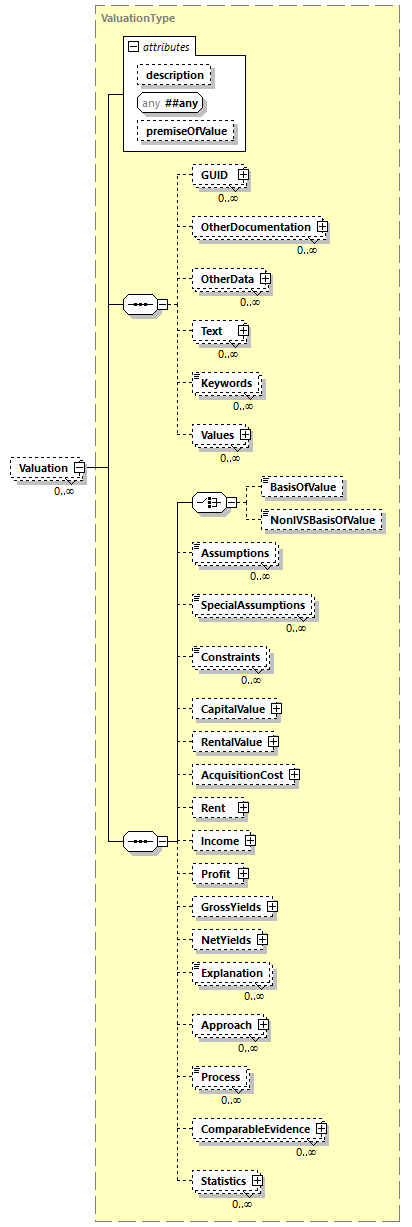 ValuationType
attributes
description
any ##any
premiseOfValue
GUID
0..∞
OtherDocumentation
0..∞
OtherData
0..∞
Text
0..∞
Keywords
0..∞
Values
0..∞
Valuation
0..∞
BasisOfValue
NonIVSBasisOfValue
Assumptions
0..∞
SpecialAssumptions
0..∞
Constraints
0..∞
CapitalValue
RentalValue
AcquisitionCost
Rent
Income
Profit
GrossYields
NetYields
Explanation
0..∞
Approach
0..∞
Process
0..∞
ComparableEvidence
0..∞
Statistics
0..∞